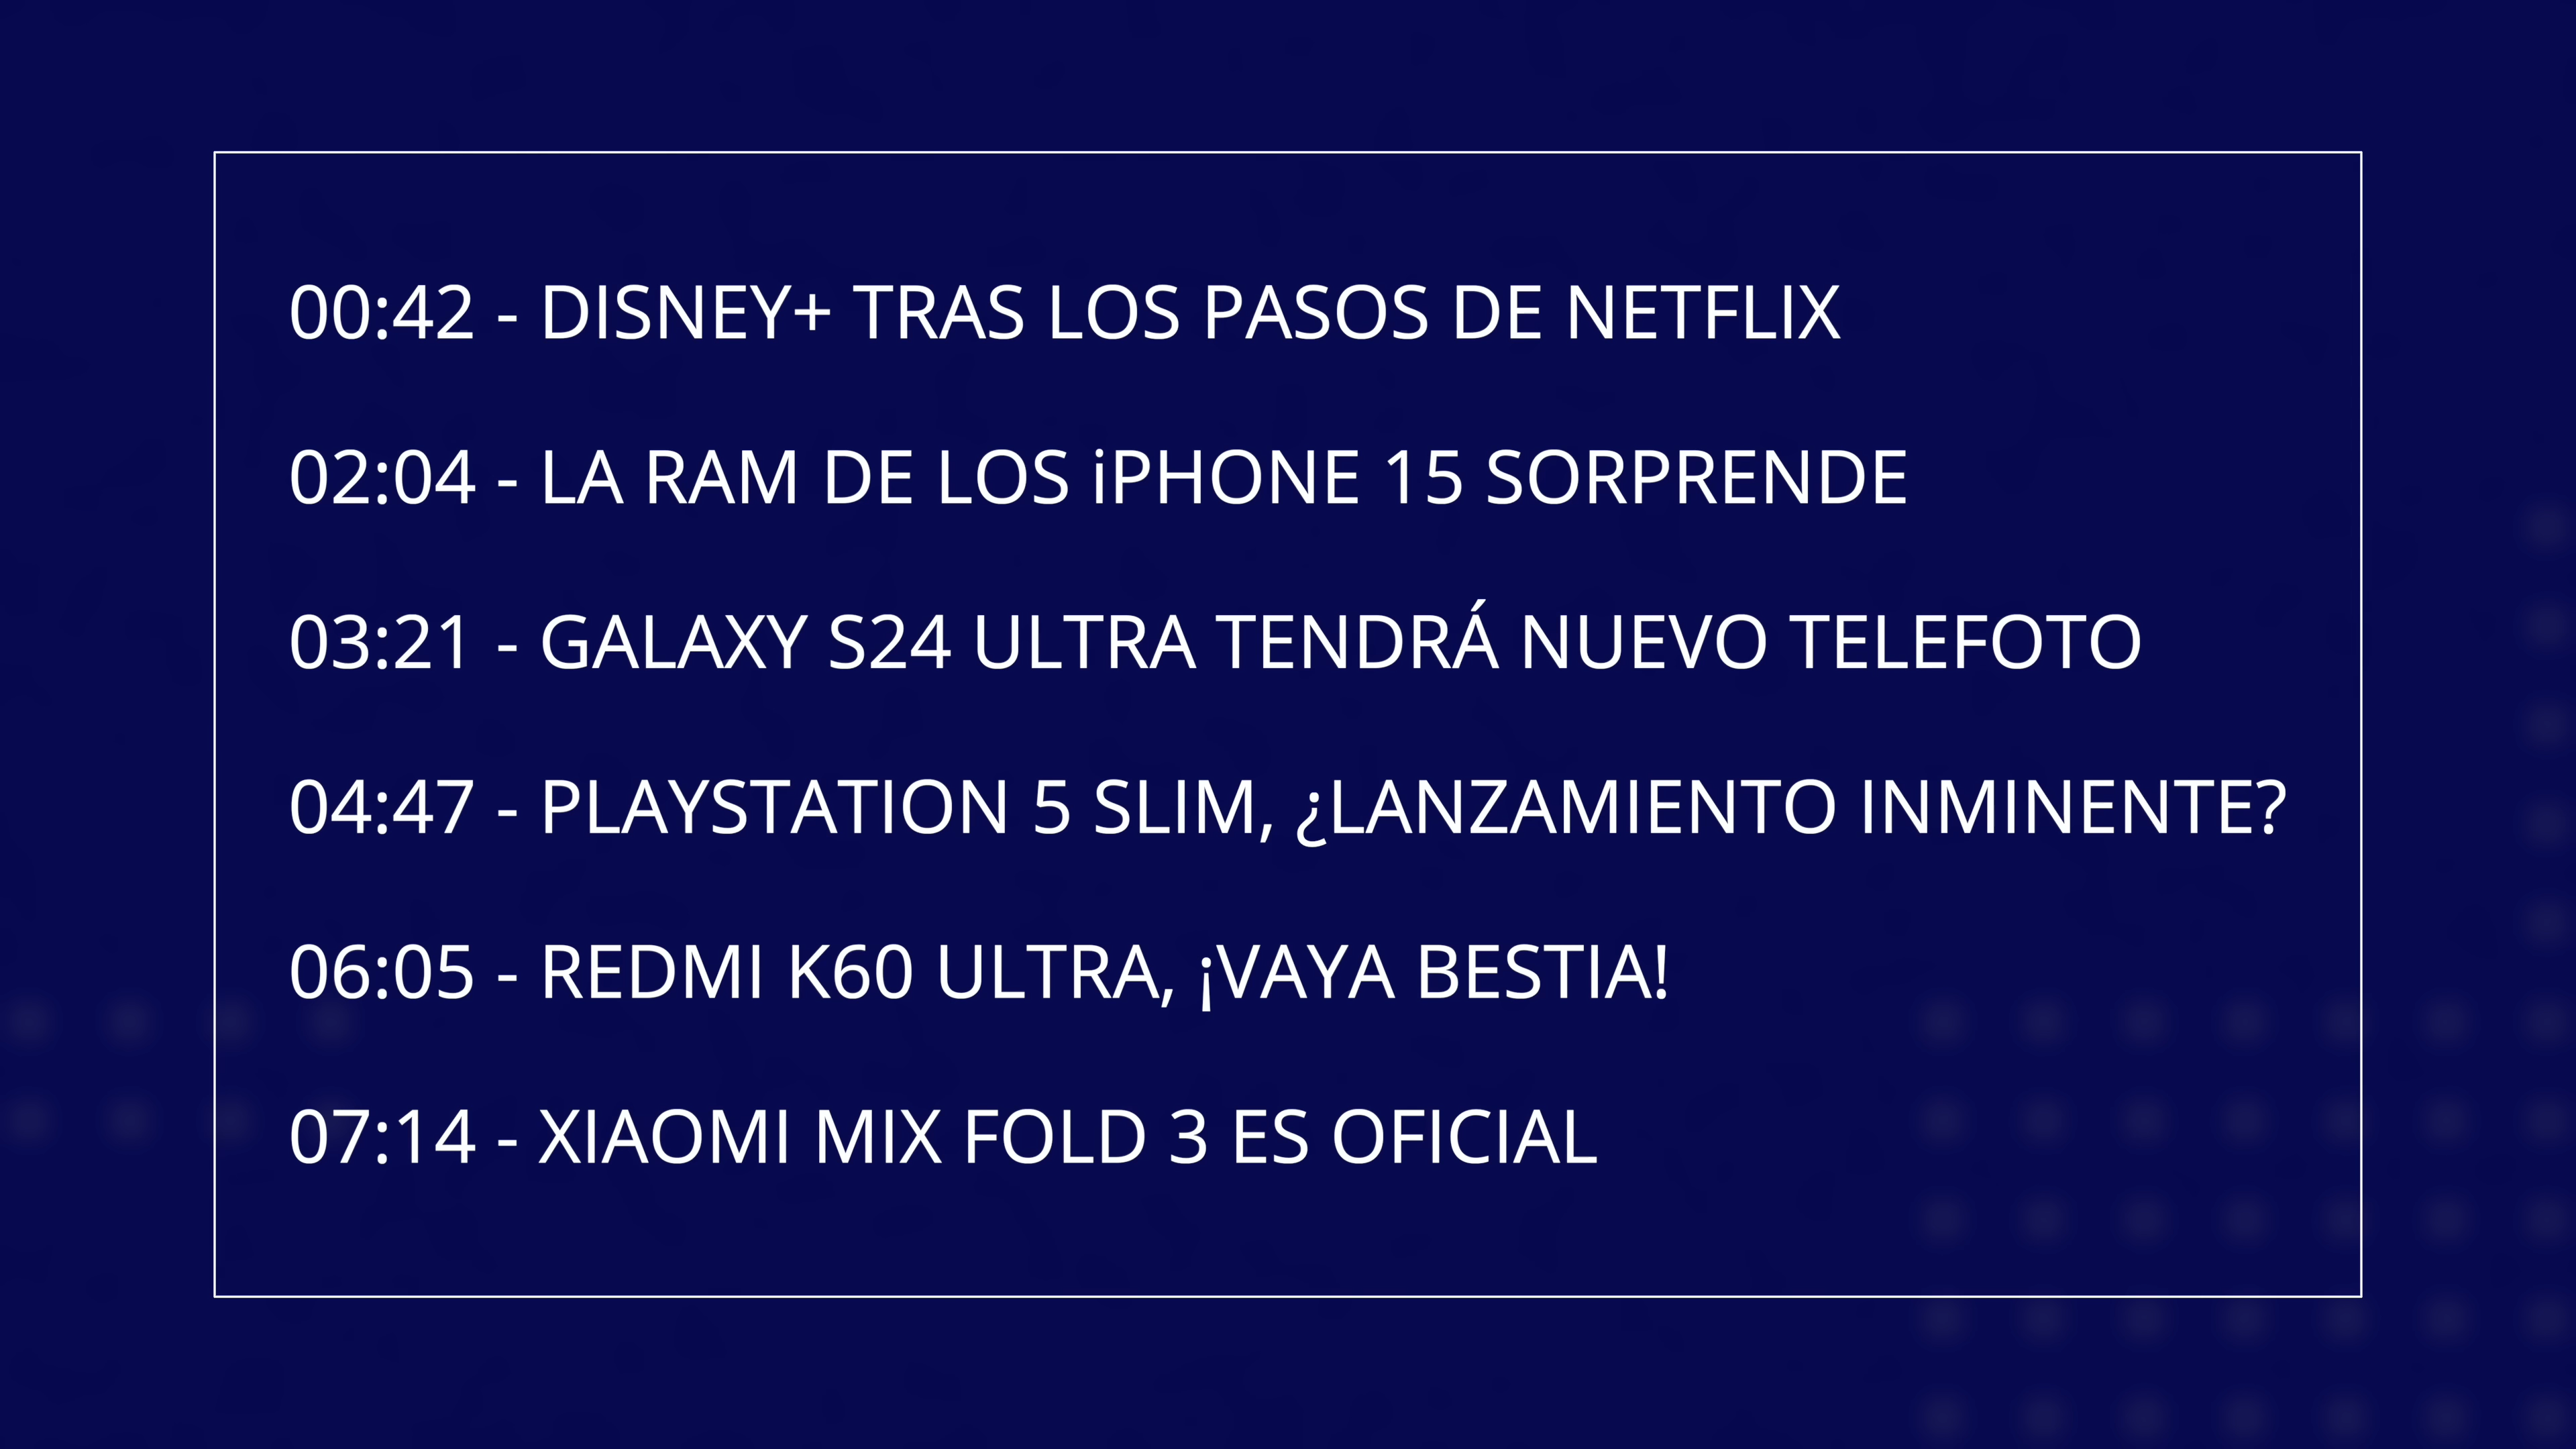 00:42 - DISNEY+ TRAS LOS PASOS DE NETFLIX
02:04 - LA RAM DE LOS iPHONE 15 SORPRENDE
03:21 - GALAXY S24 ULTRA TENDRÁ NUEVO TELEFOTO
04:47 - PLAYSTATION 5 SLIM, ¿LANZAMIENTO INMINENTE?
06:05 - REDMI K60 ULTRA, ¡VAYA BESTIA!
07:14 - XIAOMI MIX FOLD 3 ES OFICIAL